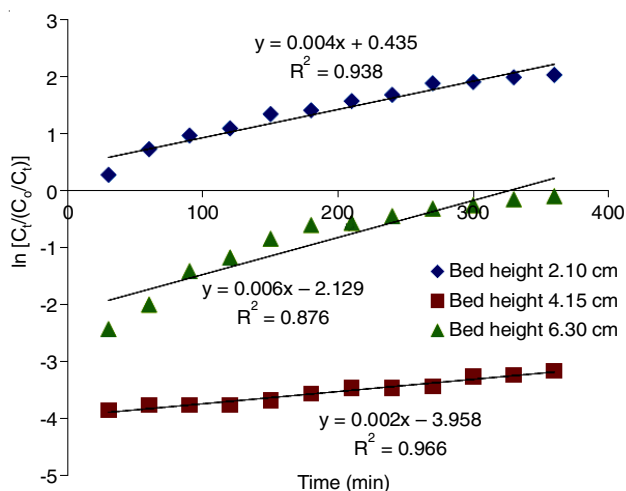 3
2
1
0
-1
-2
-3
-4
-5
0
100
200
300
400
ln [Cₜ/(Cₒ/Cₜ)]
Time (min)
y = 0.004x + 0.435
R² = 0.938
y = 0.006x – 2.129
R² = 0.876
y = 0.002x – 3.958
R² = 0.966
Bed height 2.10 cm
Bed height 4.15 cm
Bed height 6.30 cm